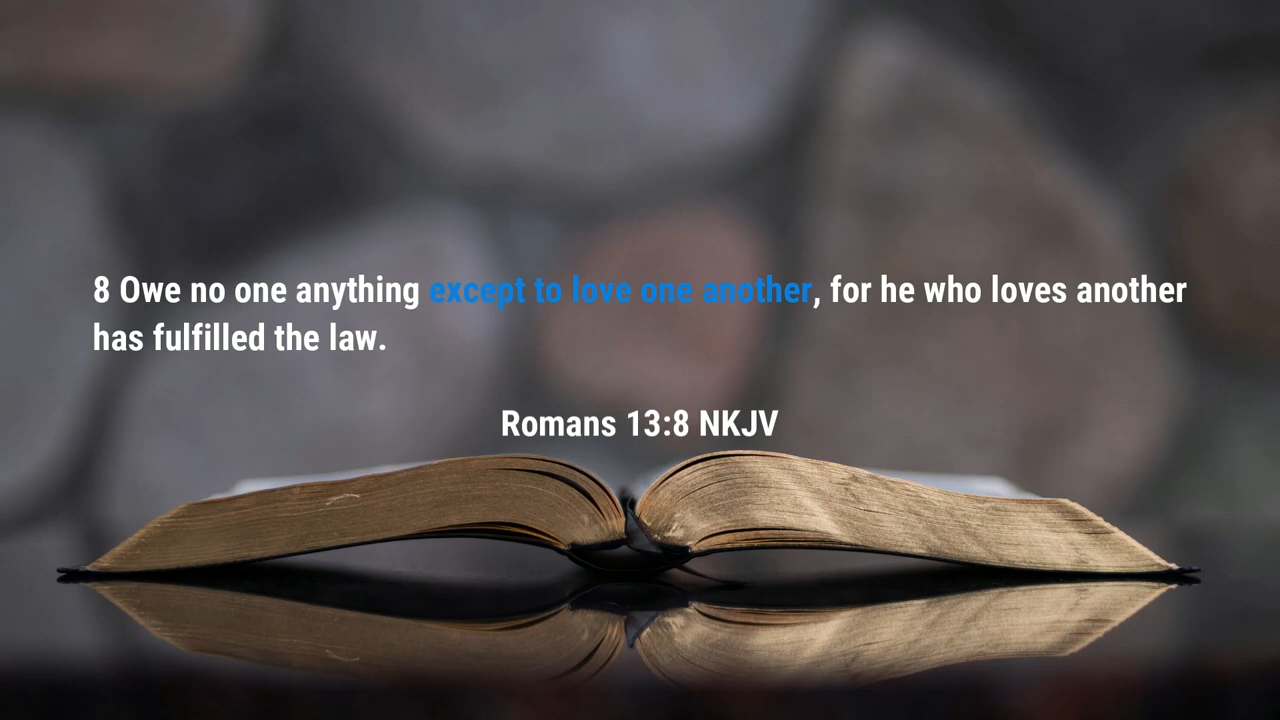 8 Owe no one anything except to love one another, for he who loves another
has fulfilled the law.
Romans 13:8 NKJV